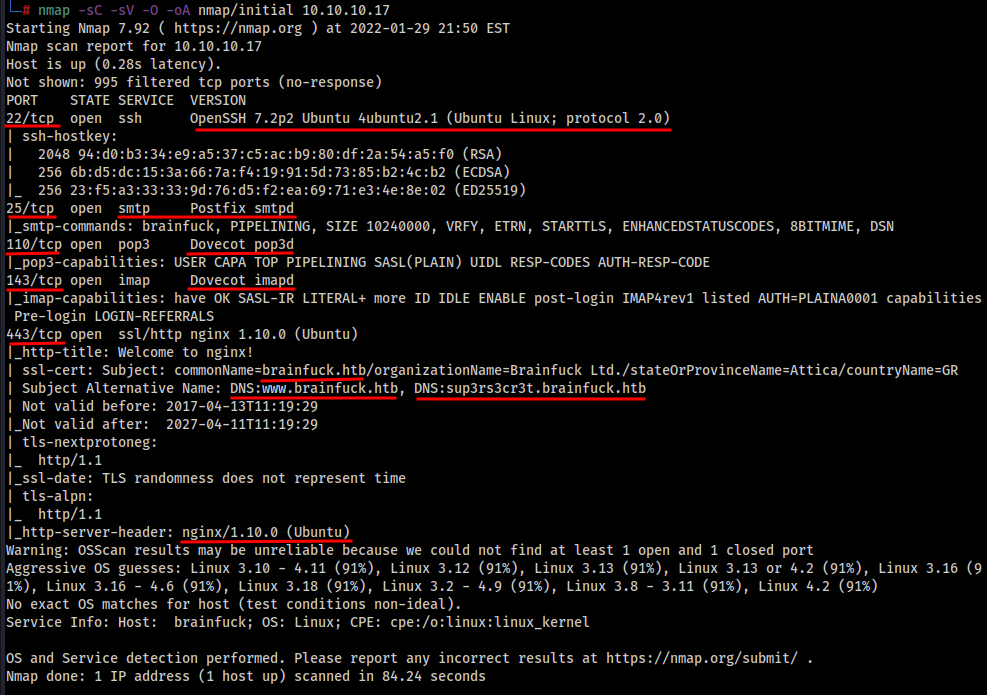 └─# nmap -sC -sV -O -oA nmap/initial 10.10.10.17
Starting Nmap 7.92 ( https://nmap.org ) at 2022-01-29 21:50 EST
Nmap scan report for 10.10.10.17
Host is up (0.28s latency).
Not shown: 995 filtered tcp ports (no-response)
PORT    STATE SERVICE  VERSION
22/tcp  open  ssh      OpenSSH 7.2p2 Ubuntu 4ubuntu2.1 (Ubuntu Linux; protocol 2.0)
| ssh-hostkey:
|   2048 94:d0:b3:34:e9:a5:37:c5:ac:b9:80:df:2a:54:a5:f0 (RSA)
|   256 6b:d5:dc:15:3a:66:7a:f4:19:91:5d:73:85:b2:4c:b2 (ECDSA)
|_  256 23:f5:a3:33:33:9d:76:d5:f2:ea:69:71:e3:4e:8e:02 (ED25519)
25/tcp  open  smtp     Postfix smtpd
|_smtp-commands: brainfuck, PIPELINING, SIZE 10240000, VRFY, ETRN, STARTTLS, ENHANCEDSTATUSCODES, 8BITMIME, DSN
110/tcp open  pop3     Dovecot pop3d
|_pop3-capabilities: USER CAPA TOP PIPELINING SASL(PLAIN) UIDL RESP-CODES AUTH-RESP-CODE
143/tcp open  imap     Dovecot imapd
|_imap-capabilities: have OK SASL-IR LITERAL+ more ID IDLE ENABLE post-login IMAP4rev1 listed AUTH=PLAINA0001 capabilities
Pre-login LOGIN-REFERRALS
443/tcp open  ssl/http nginx 1.10.0 (Ubuntu)
|_http-title: Welcome to nginx!
| ssl-cert: Subject: commonName=brainfuck.htb/organizationName=Brainfuck Ltd./stateOrProvinceName=Attica/countryName=GR
| Subject Alternative Name: DNS:www.brainfuck.htb, DNS:sup3rs3cr3t.brainfuck.htb
| Not valid before: 2017-04-13T11:19:29
|_Not valid after:  2027-04-11T11:19:29
| tls-nextprotoneg:
|_  http/1.1
|_ssl-date: TLS randomness does not represent time
| tls-alpn:
|_  http/1.1
|_http-server-header: nginx/1.10.0 (Ubuntu)
Warning: OSScan results may be unreliable because we could not find at least 1 open and 1 closed port
Aggressive OS guesses: Linux 3.10 - 4.11 (91%), Linux 3.12 (91%), Linux 3.13 (91%), Linux 3.13 or 4.2 (91%), Linux 3.16 (9
1%), Linux 3.16 - 4.6 (91%), Linux 3.18 (91%), Linux 3.2 - 4.9 (91%), Linux 3.8 - 3.11 (91%), Linux 4.2 (91%)
No exact OS matches for host (test conditions non-ideal).
Service Info: Host:  brainfuck; OS: Linux; CPE: cpe:/o:linux:linux_kernel

OS and Service detection performed. Please report any incorrect results at https://nmap.org/submit/ .
Nmap done: 1 IP address (1 host up) scanned in 84.24 seconds